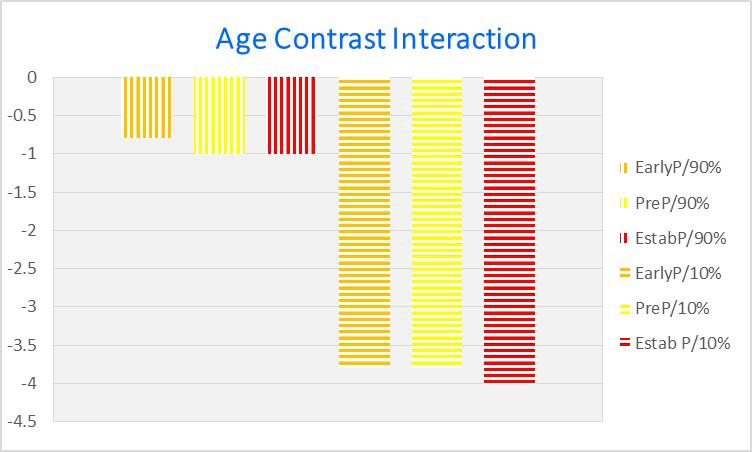 Age Contrast Interaction
0
-0.5
-1
-1.5
-2
-2.5
-3
-3.5
-4
-4.5
EarlyP/90%
PreP/90%
EstabP/90%
EarlyP/10%
PreP/10%
Estab P/10%